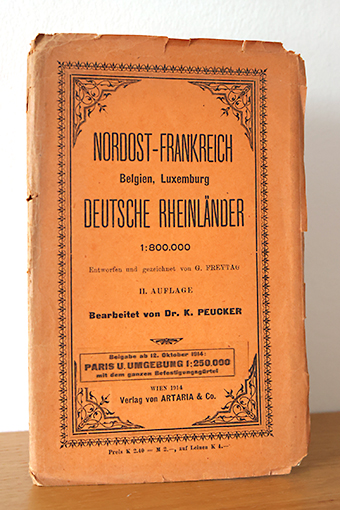 NORDOST-FRANKREICH
Belgien, Luxemburg
DEUTSCHE RHEINLÄNDER
1:800.000
Entworfen und gezeichnet von G. FREYTAG
II. AUFLAGE
Bearbeitet von Dr. K. PEUCKER
Beigabe ab 12. Oktober 1914:
PARIS U. UMGEBUNG 1:250.000
mit dem ganzen Befestigungsgürtel
WIEN 1914
Verlag von ARTARIA & Co.
Preis K 2.40 = M 2.–, auf Leinen K 4.–